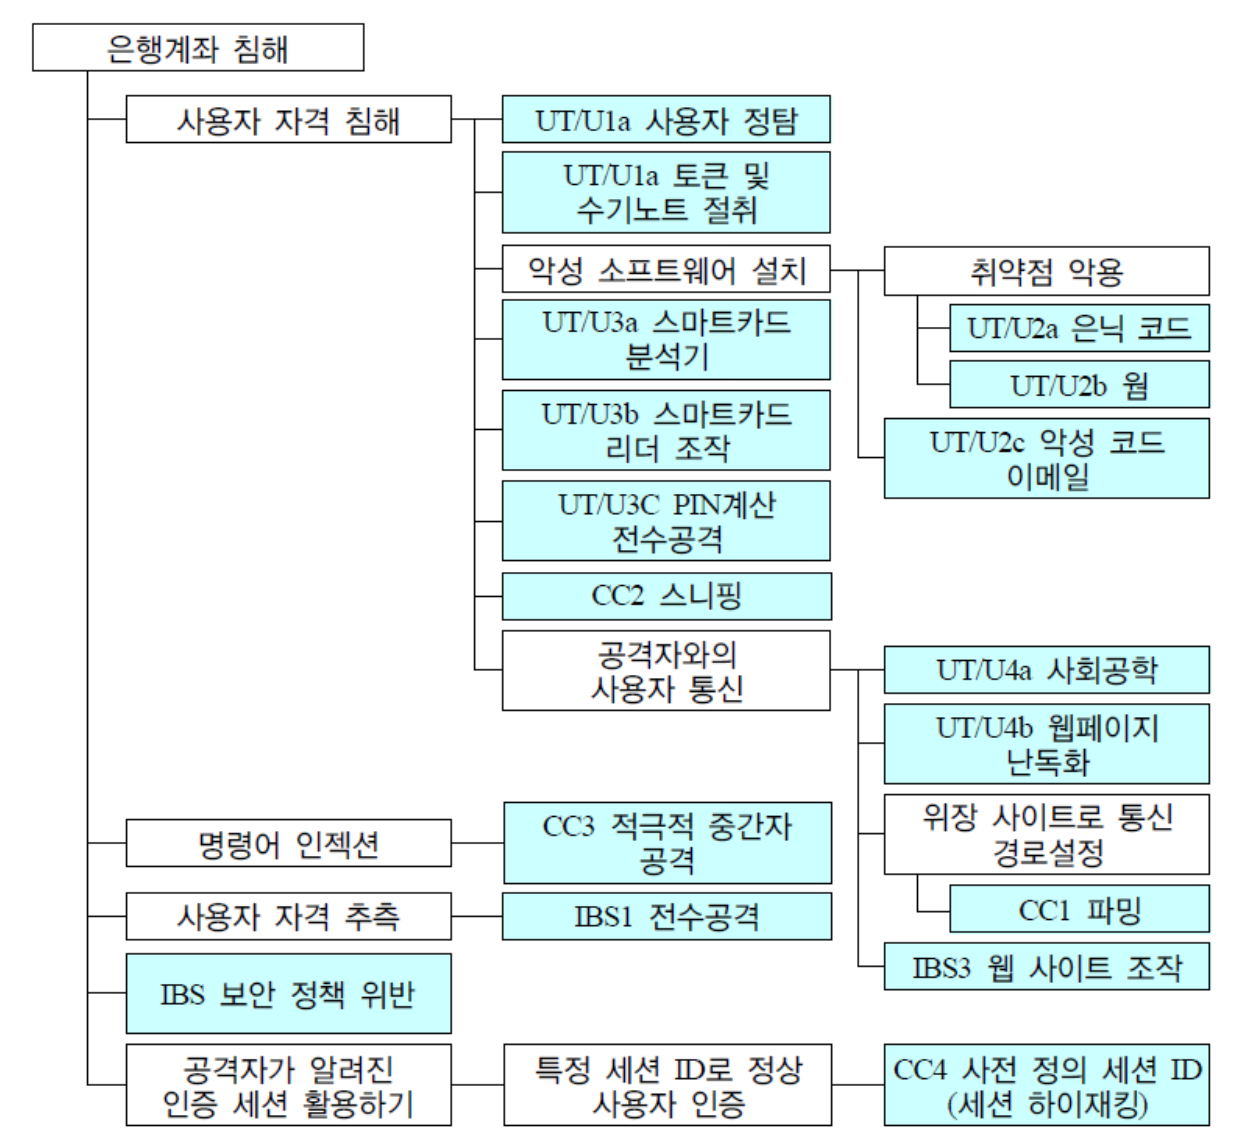 은행계좌 침해
사용자 자격 침해
UT/U1a 사용자 정탐
UT/U1a 토큰 및
수기노트 절취
악성 소프트웨어 설치
취약점 악용
UT/U2a 은닉 코드
UT/U2b 웜
UT/U2c 악성 코드
이메일
UT/U3a 스마트카드
분석기
UT/U3b 스마트카드
리더 조작
UT/U3C PIN계산
전수공격
CC2 스니핑
공격자와의
사용자 통신
UT/U4a 사회공학
UT/U4b 웹페이지
난독화
위장 사이트로 통신
경로설정
CC1 파밍
IBS3 웹 사이트 조작
명령어 인젝션
CC3 적극적 중간자
공격
사용자 자격 추측
IBS1 전수공격
IBS 보안 정책 위반
공격자가 알려진
인증 세션 활용하기
특정 세션 ID로 정상
사용자 인증
CC4 사전 정의 세션 ID
(세션 하이재킹)